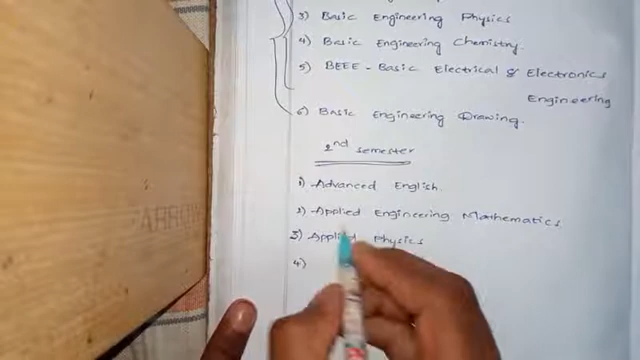 3) Basic Engineering Physics
4) Basic Engineering Chemistry.
5) BEEE - Basic Electrical & Electronics
Engineering
6) Basic Engineering Drawing.
2nd semester
1) Advanced English.
2) Applied Engineering Mathematics
3) Applied Physics
4)
ARROW